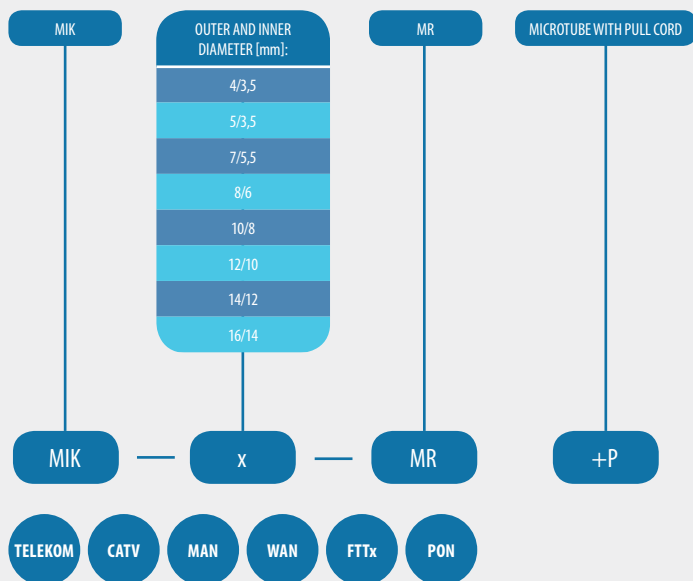 MIK
OUTER AND INNER
DIAMETER [mm]:
MR
MICROTUBE WITH PULL CORD
4/3,5
5/3,5
7/5,5
8/6
10/8
12/10
14/12
16/14
MIK — x — MR +P
TELEKOM CATV MAN WAN FTTx PON